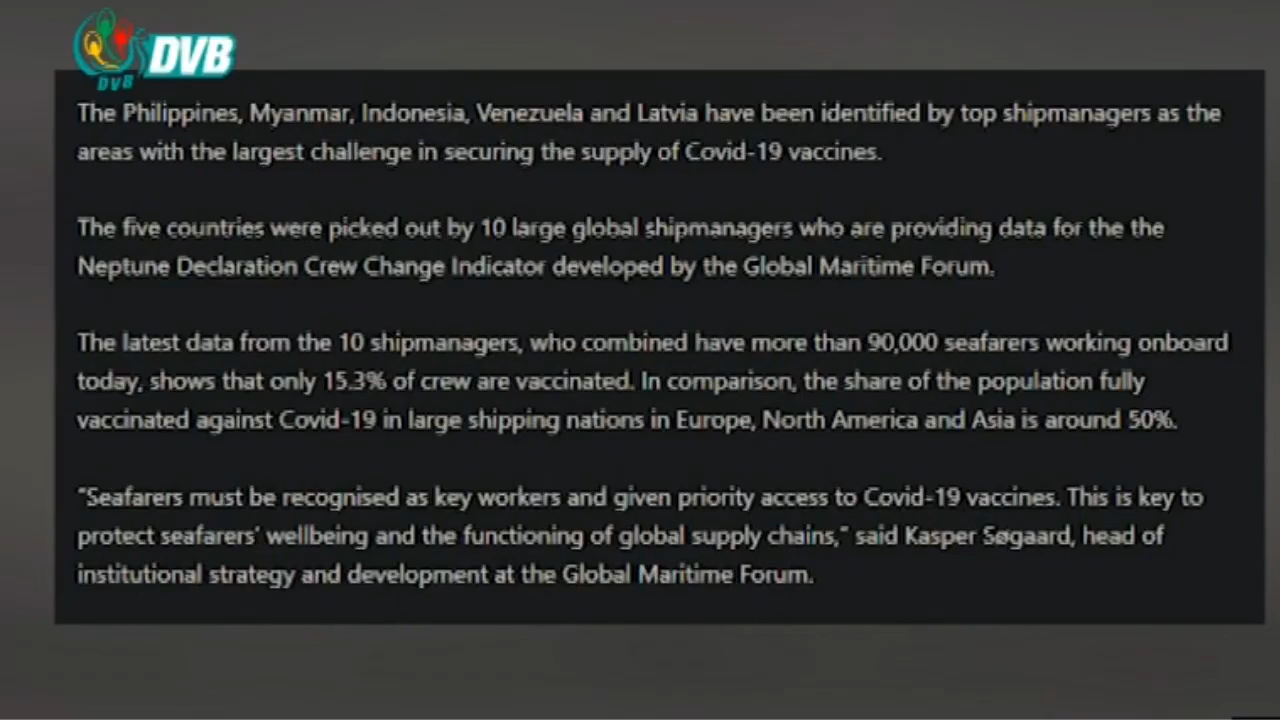 DVB
DVB
The Philippines, Myanmar, Indonesia, Venezuela and Latvia have been identified by top shipmanagers as the
areas with the largest challenge in securing the supply of Covid-19 vaccines.
The five countries were picked out by 10 large global shipmanagers who are providing data for the the
Neptune Declaration Crew Change Indicator developed by the Global Maritime Forum.
The latest data from the 10 shipmanagers, who combined have more than 90,000 seafarers working onboard
today, shows that only 15.3% of crew are vaccinated. In comparison, the share of the population fully
vaccinated against Covid-19 in large shipping nations in Europe, North America and Asia is around 50%.
"Seafarers must be recognised as key workers and given priority access to Covid-19 vaccines. This is key to
protect seafarers' wellbeing and the functioning of global supply chains," said Kasper Søgaard, head of
institutional strategy and development at the Global Maritime Forum.